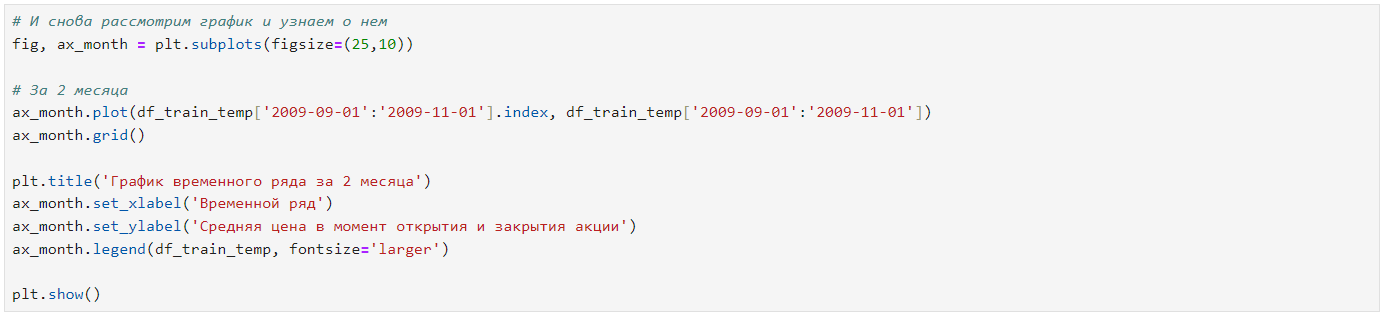 # И снова рассмотрим график и узнаем о нем
fig, ax_month = plt.subplots(figsize=(25,10))
# За 2 месяца
ax_month.plot(df_train_temp['2009-09-01':'2009-11-01'].index, df_train_temp['2009-09-01':'2009-11-01'])
ax_month.grid()
plt.title('График временного ряда за 2 месяца')
ax_month.set_xlabel('Временной ряд')
ax_month.set_ylabel('Средняя цена в момент открытия и закрытия акции')
ax_month.legend(df_train_temp, fontsize='larger')
plt.show()